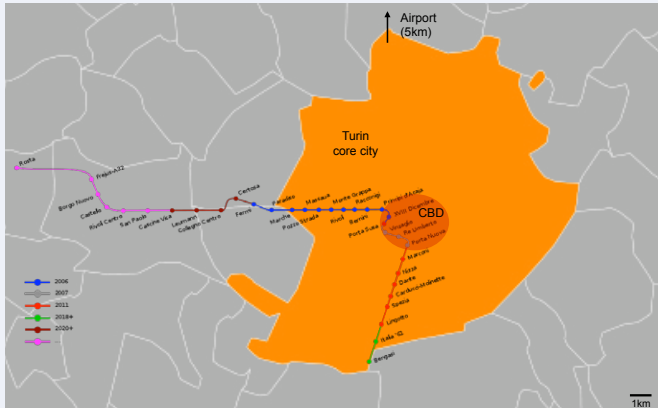 Airport
(5km)
Turin
core city
CBD
Rosta
Frejus-A32
Borgo Nuovo
Castello
Rivoli Centro
San Paolo
Cascine Vica
Leumann
Collegno Centro
Certosa
Fermi
Paradiso
Marche
Massaua
Pozzo Strada
Monte Grappa
Rivoli
Racconigi
Bernini
Principi d'Acaja
XVIII Dicembre
Porta Susa
Vinzaglio
Re Umberto
Porta Nuova
Marconi
Nizza
Dante
Carducci-Molinette
Spezia
Lingotto
Italia '61
Bengasi
2006
2007
2011
2018+
2020+
...
1km